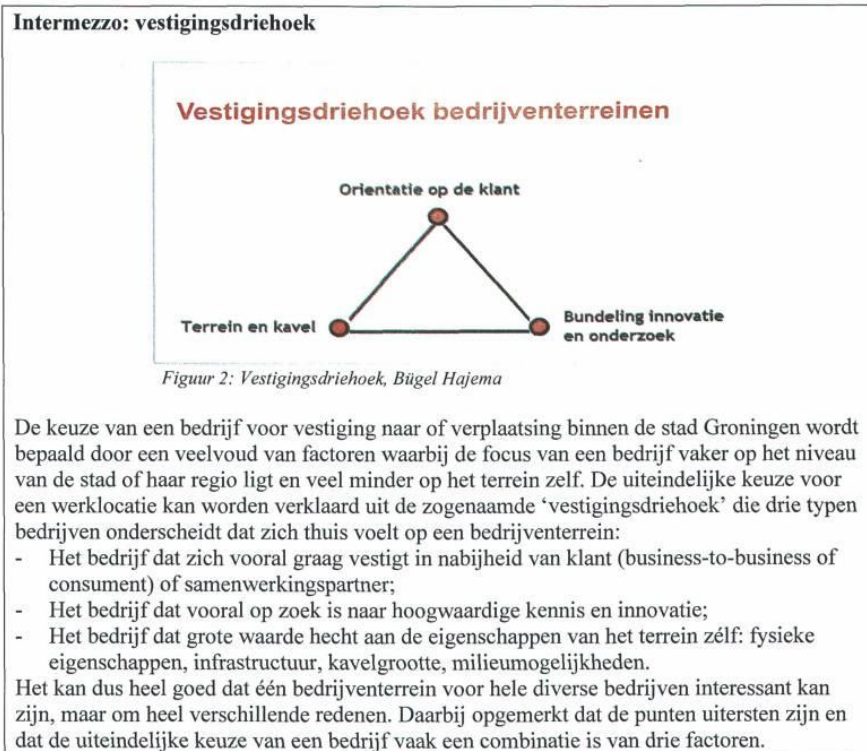 Intermezzo: vestigingsdriehoek
Vestigingsdriehoek bedrijventerreinen
Orientatie op de klant
Terrein en kavel
Bundeling innovatie
en onderzoek
Figuur 2: Vestigingsdriehoek, Bügel Hajema
De keuze van een bedrijf voor vestiging naar of verplaatsing binnen de stad Groningen wordt
bepaald door een veelvoud van factoren waarbij de focus van een bedrijf vaker op het niveau
van de stad of haar regio ligt en veel minder op het terrein zelf. De uiteindelijke keuze voor
een werklocatie kan worden verklaard uit de zogenaamde ‘vestigingsdriehoek’ die drie typen
bedrijven onderscheidt dat zich thuis voelt op een bedrijventerrein:
- Het bedrijf dat zich vooral graag vestigt in nabijheid van klant (business-to-business of
consument) of samenwerkingspartner;
- Het bedrijf dat vooral op zoek is naar hoogwaardige kennis en innovatie;
- Het bedrijf dat grote waarde hecht aan de eigenschappen van het terrein zélf: fysieke
eigenschappen, infrastructuur, kavelgrootte, milieumogelijkheden.
Het kan dus heel goed dat één bedrijventerrein voor hele diverse bedrijven interessant kan
zijn, maar om heel verschillende redenen. Daarbij opgemerkt dat de punten uitersten zijn en
dat de uiteindelijke keuze van een bedrijf vaak een combinatie is van drie factoren.